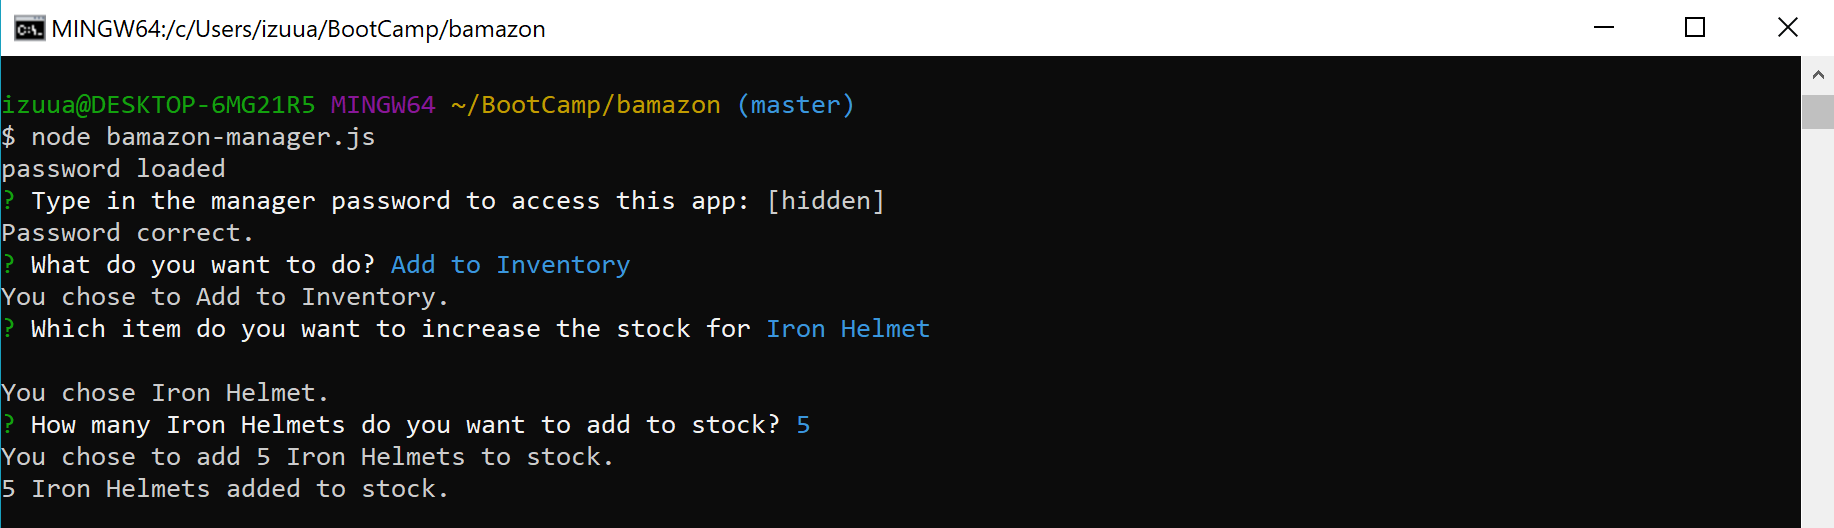 MINGW64:/c/Users/izuua/BootCamp/bamazon
izuua@DESKTOP-6MG21R5 MINGW64 ~/BootCamp/bamazon (master)
$ node bamazon-manager.js
password loaded
? Type in the manager password to access this app: [hidden]
Password correct.
? What do you want to do? Add to Inventory
You chose to Add to Inventory.
? Which item do you want to increase the stock for Iron Helmet
You chose Iron Helmet.
? How many Iron Helmets do you want to add to stock? 5
You chose to add 5 Iron Helmets to stock.
5 Iron Helmets added to stock.